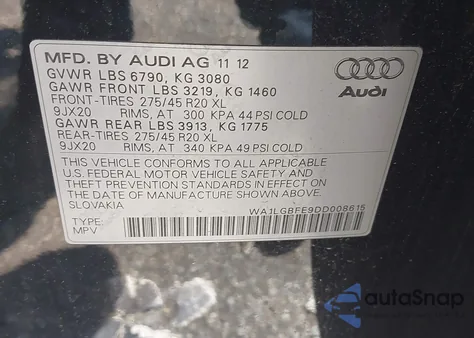 MFD. BY AUDI AG 11 12
GVWR LBS 6790, KG 3080
GAWR FRONT LBS 3219, KG 1460
FRONT-TIRES 275/45 R20 XL
9JX20 RIMS, AT 300 KPA 44 PSI COLD
GAWR REAR LBS 3913, KG 1775
REAR-TIRES 275/45 R20 XL
9JX20 RIMS, AT 340 KPA 49 PSI COLD
Audi
THIS VEHICLE CONFORMS TO ALL APPLICABLE
U.S. FEDERAL MOTOR VEHICLE SAFETY AND
THEFT PREVENTION STANDARDS IN EFFECT ON THE
DATE OF MANUFACTURE SHOWN ABOVE.
SLOVAKIA WA1LGBFE9DD008615
TYPE:
MPV
autoSnap